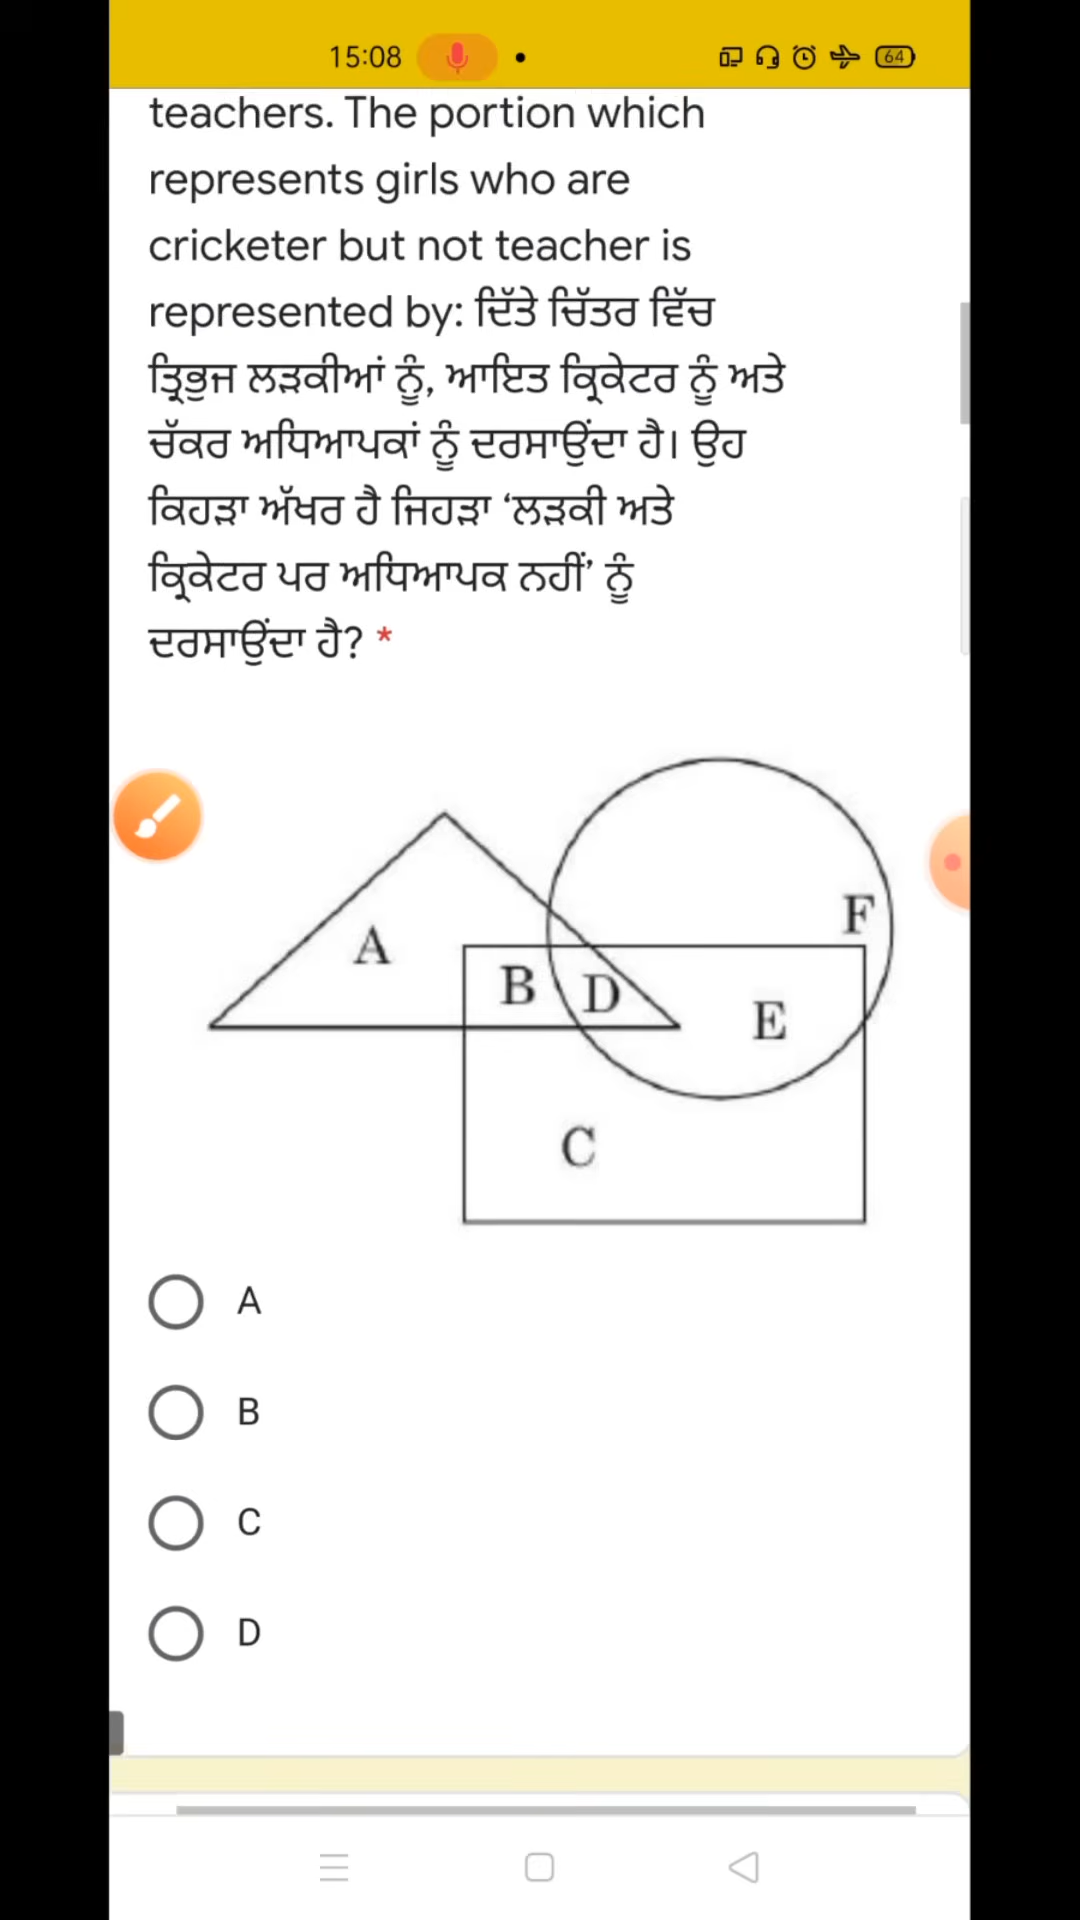 15:08
64
teachers. The portion which
represents girls who are
cricketer but not teacher is
represented by: ਦਿੱਤੇ ਚਿੱਤਰ ਵਿੱਚ
ਤ੍ਰਿਭੁਜ ਲੜਕੀਆਂ ਨੂੰ, ਆਇਤ ਕ੍ਰਿਕੇਟਰ ਨੂੰ ਅਤੇ
ਚੱਕਰ ਅਧਿਆਪਕਾਂ ਨੂੰ ਦਰਸਾਉਂਦਾ ਹੈ। ਉਹ
ਕਿਹੜਾ ਅੱਖਰ ਹੈ ਜਿਹੜਾ ‘ਲੜਕੀ ਅਤੇ
ਕ੍ਰਿਕੇਟਰ ਪਰ ਅਧਿਆਪਕ ਨਹੀਂ’ ਨੂੰ
ਦਰਸਾਉਂਦਾ ਹੈ? *
F
A
B D
E
C
A
B
C
D